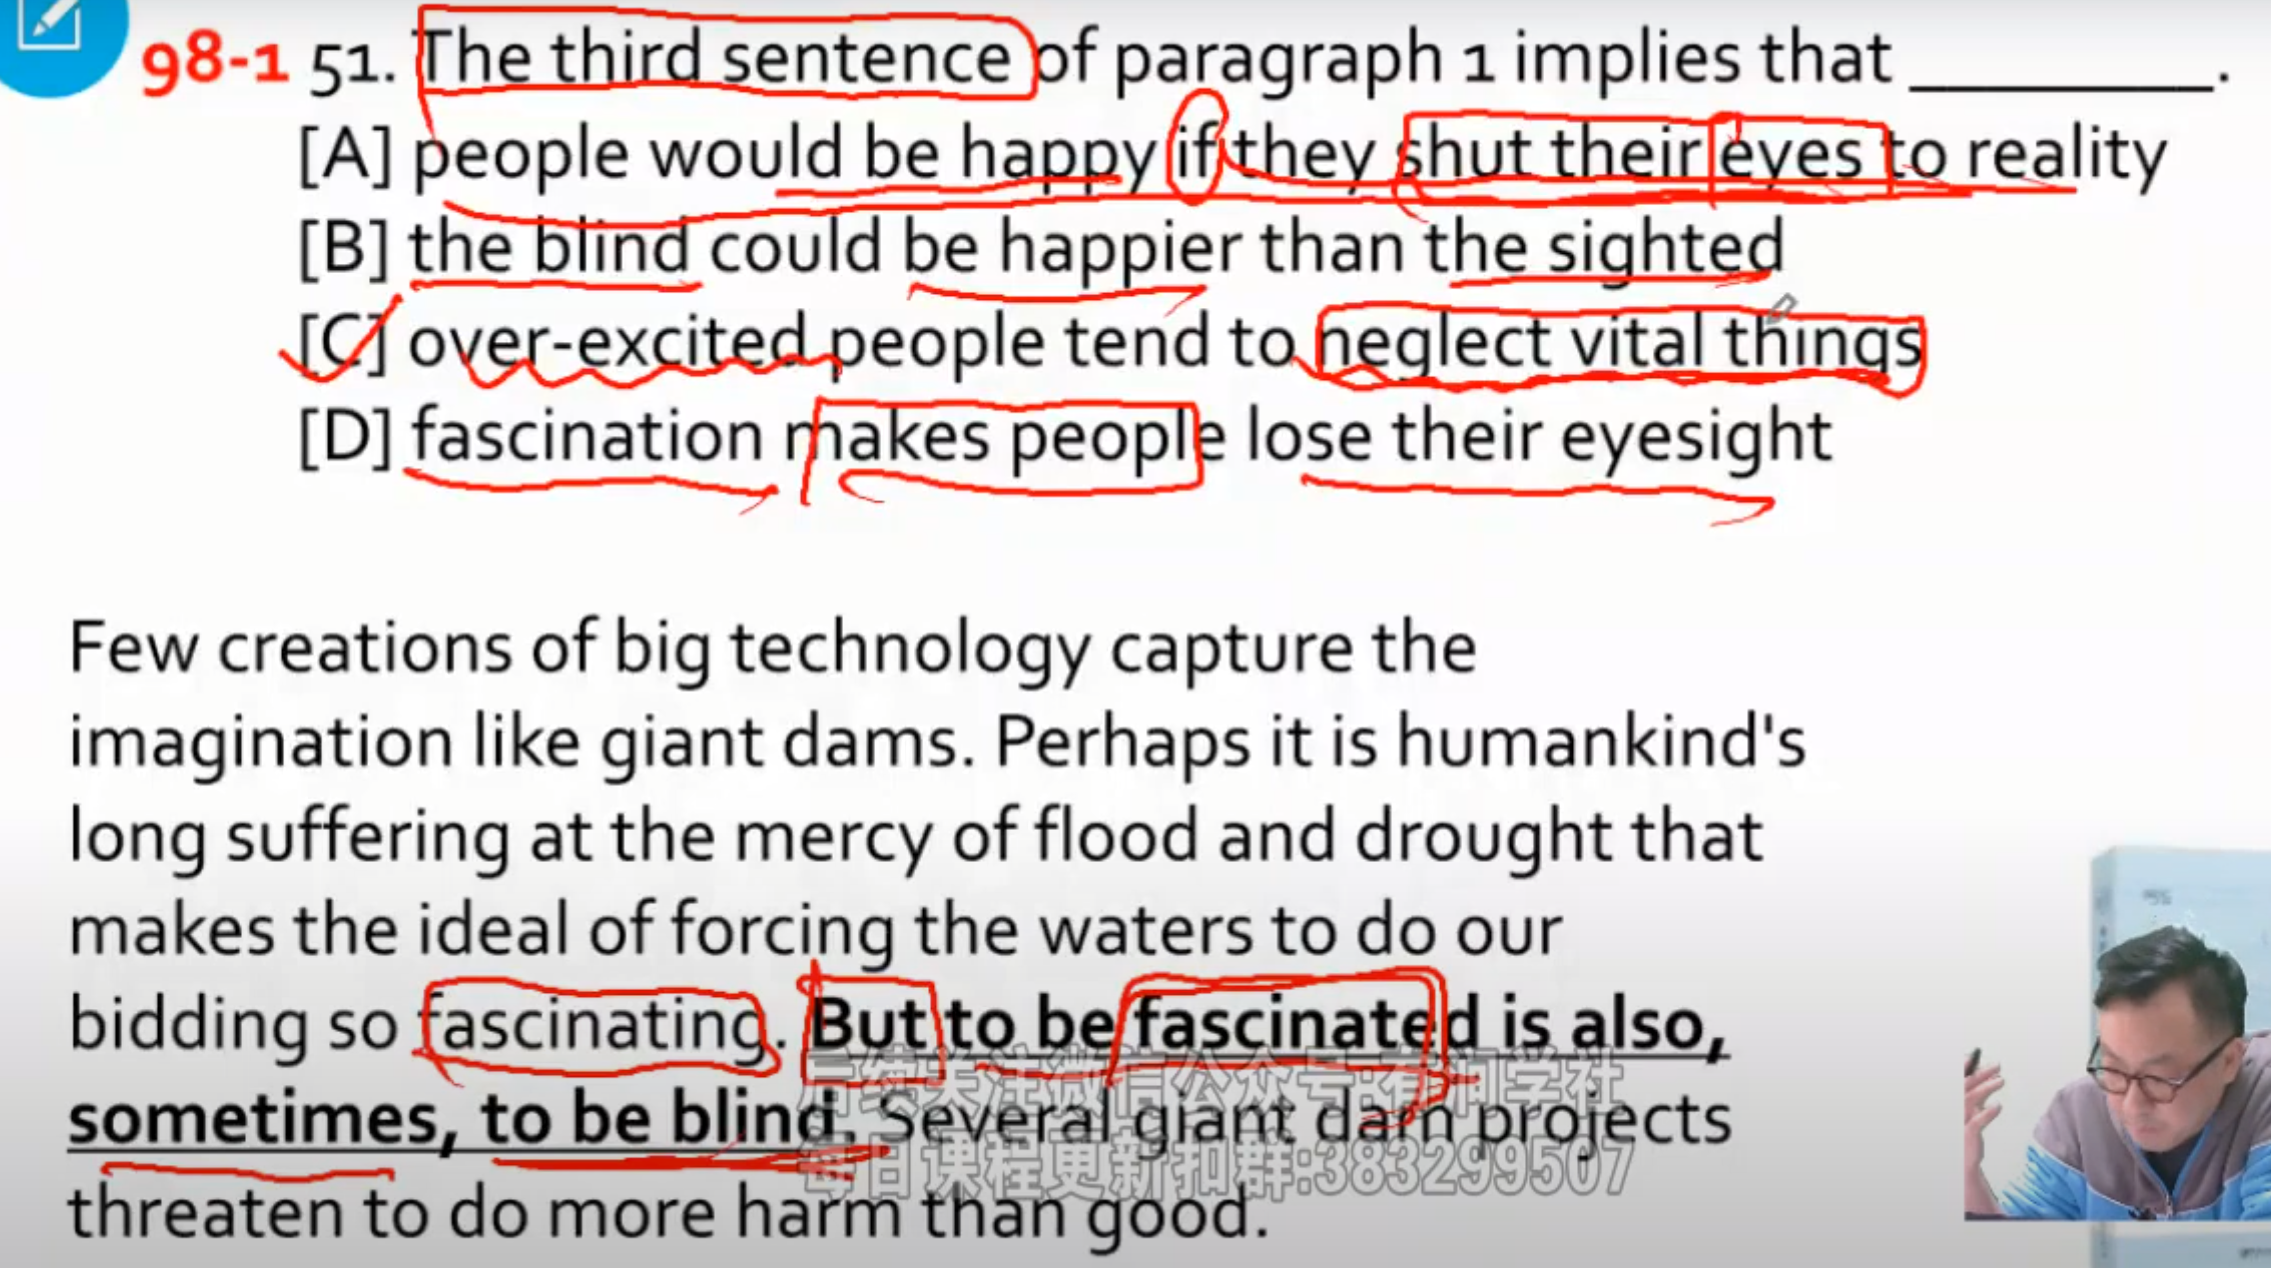 98-1 51. The third sentence of paragraph 1 implies that ________.
[A] people would be happy if they shut their eyes to reality
[B] the blind could be happier than the sighted
[C] over-excited people tend to neglect vital things
[D] fascination makes people lose their eyesight
Few creations of big technology capture the
imagination like giant dams. Perhaps it is humankind's
long suffering at the mercy of flood and drought that
makes the ideal of forcing the waters to do our
bidding so fascinating. But to be fascinated is also,
后续关注微信公众号:有润学社
sometimes, to be blind. Several giant dam projects
每日课程更新扣群:383299507
threaten to do more harm than good.